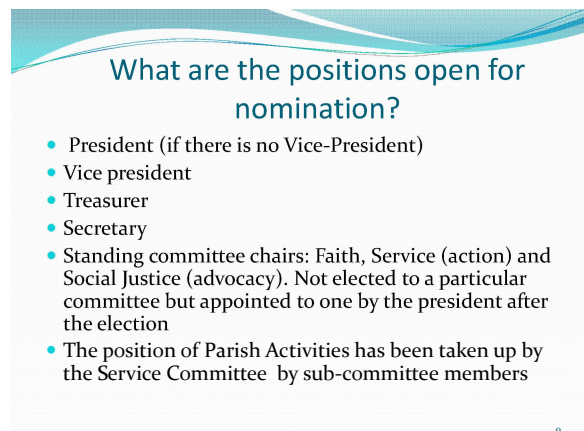 What are the positions open for
nomination?
• President (if there is no Vice-President)
• Vice president
• Treasurer
• Secretary
• Standing committee chairs: Faith, Service (action) and
Social Justice (advocacy). Not elected to a particular
committee but appointed to one by the president after
the election
• The position of Parish Activities has been taken up by
the Service Committee by sub-committee members